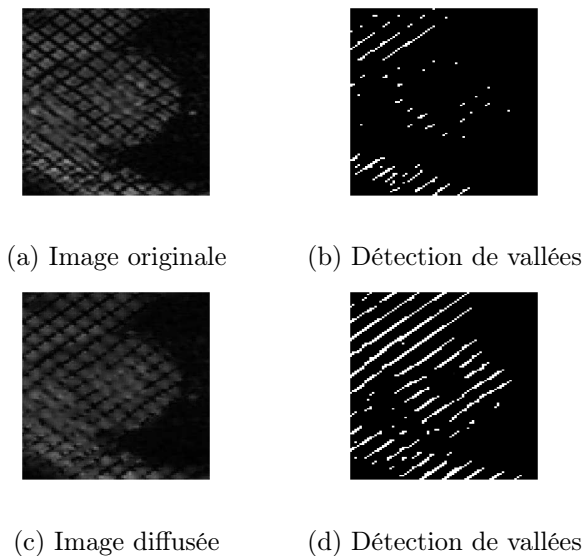 (a) Image originale
(b) Détection de vallées
(c) Image diffusée
(d) Détection de vallées